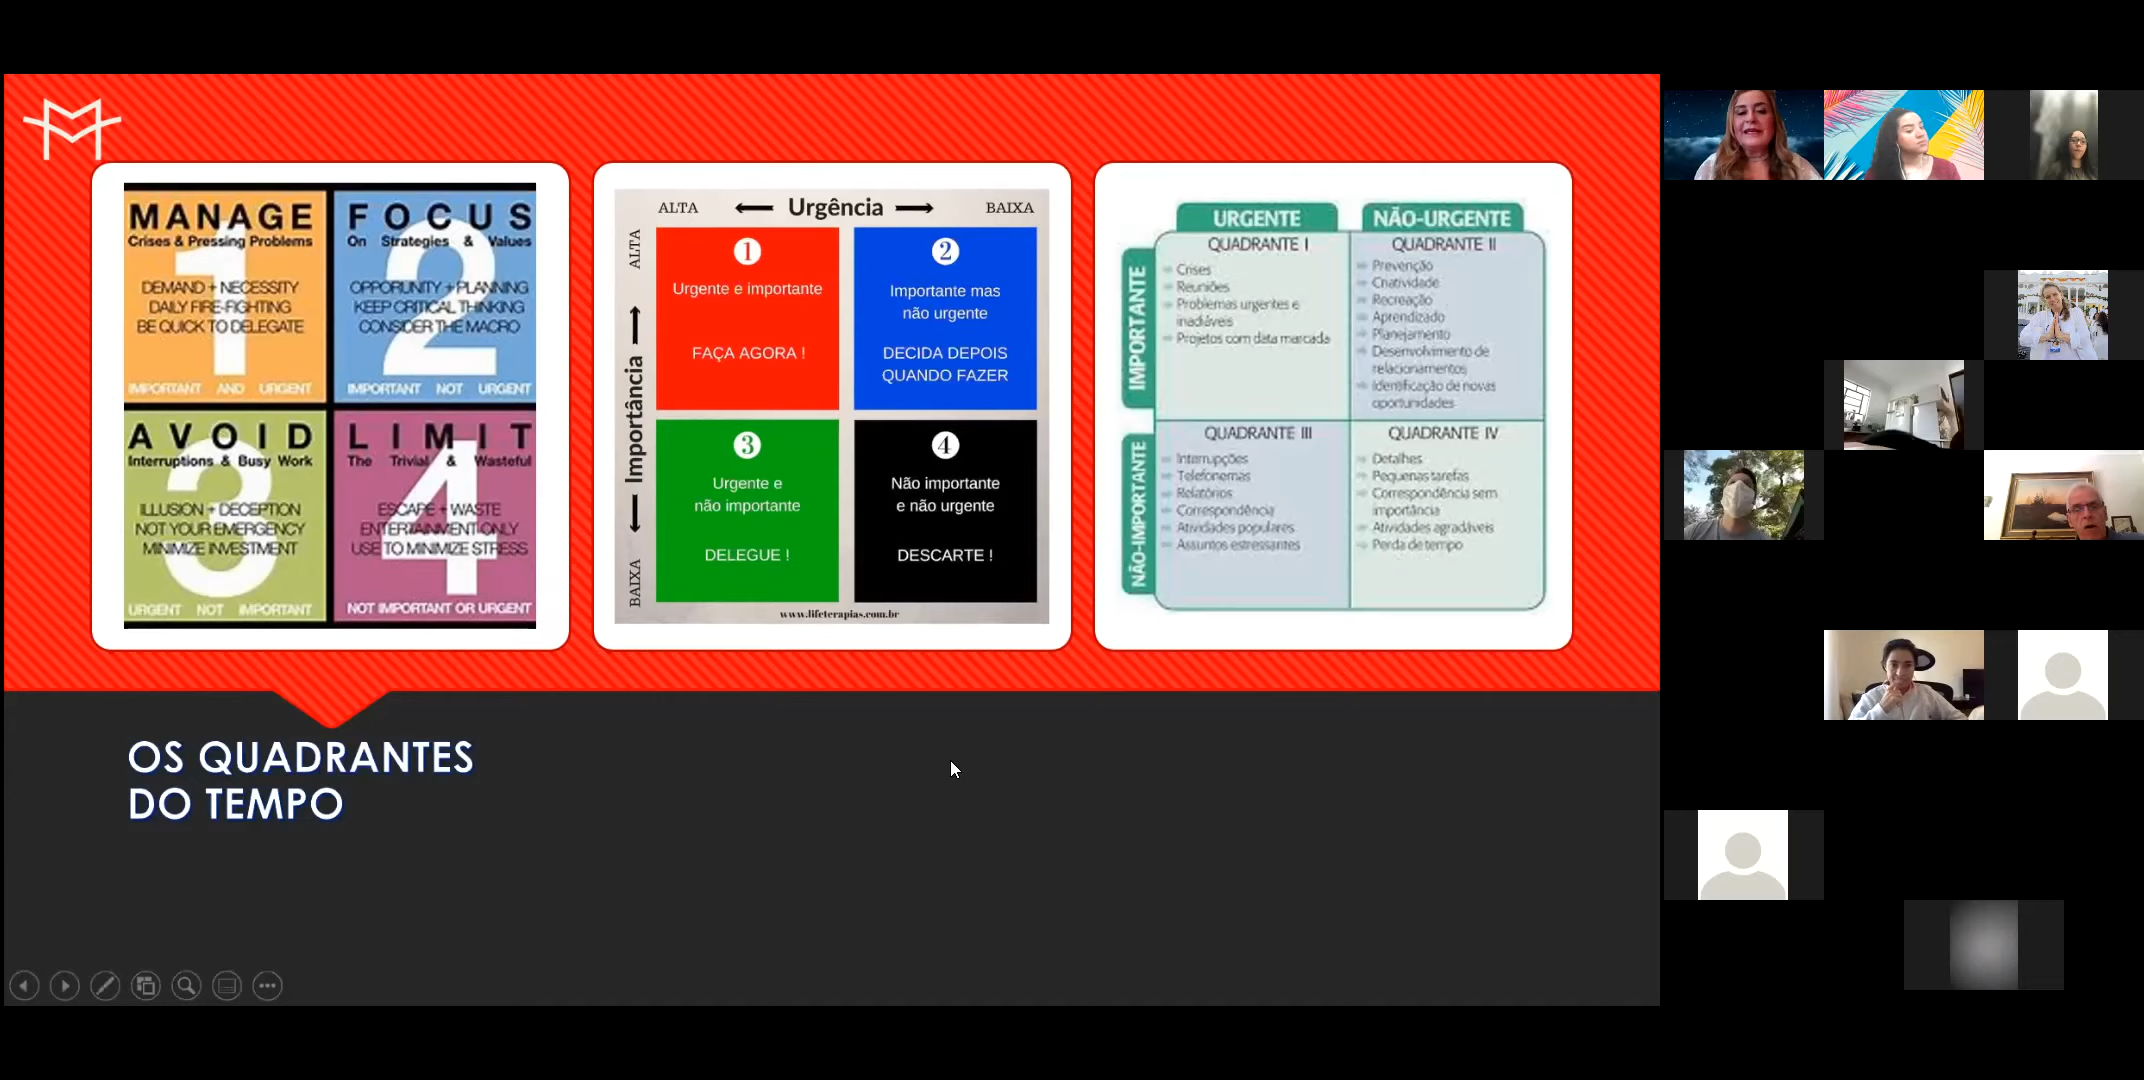 MANAGE
Crises & Pressing Problems
1
DEMAND + NECESSITY
DAILY FIRE-FIGHTING
BE QUICK TO DELEGATE
IMPORTANT AND URGENT
FOCUS
On Strategies & Values
2
OPPORUNITY + PLANNING
KEEP CRITICAL THINKING
CONSIDER THE MACRO
IMPORTANT NOT URGENT
AVOID
Interruptions & Busy Work
3
ILLUSION + DECEPTION
NOT YOUR EMERGENCY
MINIMIZE INVESTMENT
URGENT NOT IMPORTANT
LIMIT
The Trivial & Wasteful
4
ESCAPE + WASTE
ENTERTAINMENT ONLY
USE TO MINIMIZE STRESS
NOT IMPORTANT OR URGENT
ALTA Urgência BAIXA
ALTA
Importância
BAIXA
1
Urgente e importante
FAÇA AGORA !
2
Importante mas
não urgente
DECIDA DEPOIS
QUANDO FAZER
3
Urgente e
não importante
DELEGUE !
4
Não importante
e não urgente
DESCARTE !
www.lifeterapias.com.br
URGENTE
NÃO-URGENTE
IMPORTANTE
QUADRANTE I
Crises
Reuniões
Problemas urgentes e
inadiáveis
Projetos com data marcada
QUADRANTE II
Prevenção
Criatividade
Recreação
Aprendizado
Planejamento
Desenvolvimento de
relacionamentos
Identificação de novas
oportunidades
NÃO-IMPORTANTE
QUADRANTE III
Interrupções
Telefonemas
Relatórios
Correspondência
Atividades populares
Assuntos estressantes
QUADRANTE IV
Detalhes
Pequenas tarefas
Correspondência sem
importância
Atividades agradáveis
Perda de tempo
OS QUADRANTES
DO TEMPO